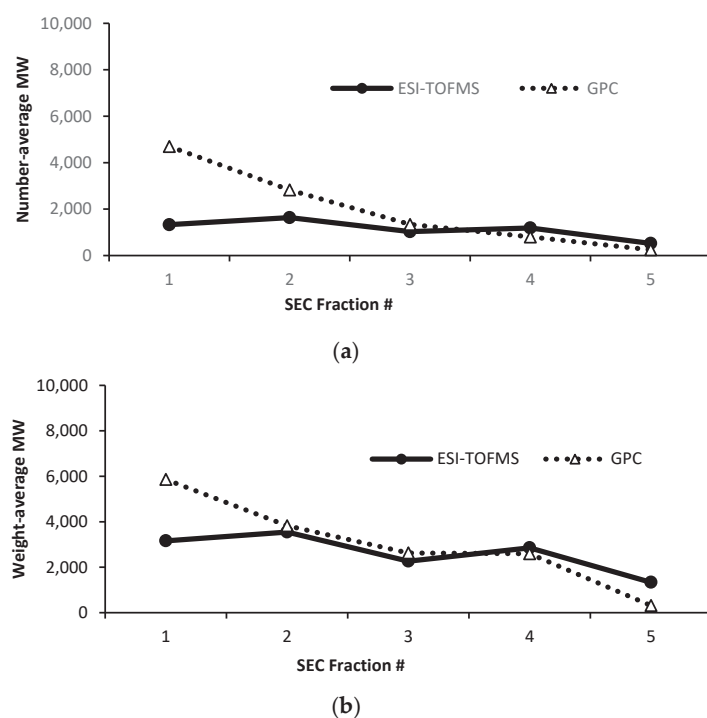 10,000
8,000
6,000
4,000
2,000
0
Number-average MW
ESI-TOFMS
GPC
1 2 3 4 5
SEC Fraction #
(a)
10,000
8,000
6,000
4,000
2,000
0
Weight-average MW
ESI-TOFMS
GPC
1 2 3 4 5
SEC Fraction #
(b)